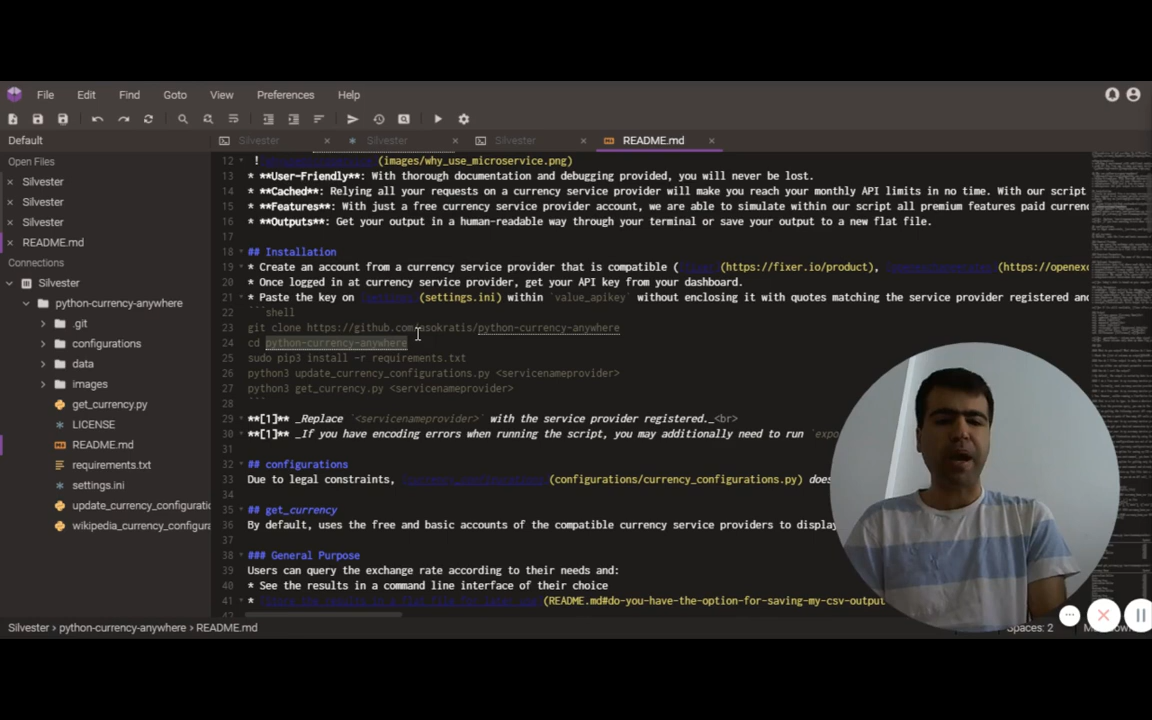 File Edit Find Goto View Preferences Help
Default
Silvester Silvester Silvester README.md
Open Files
Silvester
Silvester
Silvester
README.md
Connections
Silvester
python-currency-anywhere
.git
configurations
data
images
get_currency.py
LICENSE
README.md
requirements.txt
settings.ini
update_currency_configuratio
wikipedia_currency_configura
12 ! (images/why_use_microservice.png)
13 * **User-Friendly**: With thorough documentation and debugging provided, you will never be lost.
14 * **Cached**: Relying all your requests on a currency service provider will make you reach your monthly API limits in no time. With our script
15 * **Features**: With just a free currency service provider account, we are able to simulate within our script all premium features paid curren
16 * **Outputs**: Get your output in a human-readable way through your terminal or save your output to a new flat file.
17
18 ## Installation
19 * Create an account from a currency service provider that is compatible ( (https://fixer.io/product), (https://openexc
20 * Once logged in at currency service provider, get your API key from your dashboard.
21 * Paste the key on (settings.ini) within `value_apikey` without enclosing it with quotes matching the service provider registered an
22 ```shell
23 git clone https://github.com/asokratis/python-currency-anywhere
24 cd python-currency-anywhere
25 sudo pip3 install -r requirements.txt
26 python3 update_currency_configurations.py <servicenameprovider>
27 python3 get_currency.py <servicenameprovider>
28 ```
29 **[1]** _Replace `<servicenameprovider>` with the service provider registered._<br>
30 **[1]** _If you have encoding errors when running the script, you may additionally need to run `expo
31
32 ## configurations
33 Due to legal constraints, (configurations/currency_configurations.py) does
34
35 ## get_currency
36 By default, uses the free and basic accounts of the compatible currency service providers to display
37
38 ### General Purpose
39 Users can query the exchange rate according to their needs and:
40 * See the results in a command line interface of their choice
41 * (README.md#do-you-have-the-option-for-saving-my-csv-output
Silvester › python-currency-anywhere › README.md
Spaces: 2